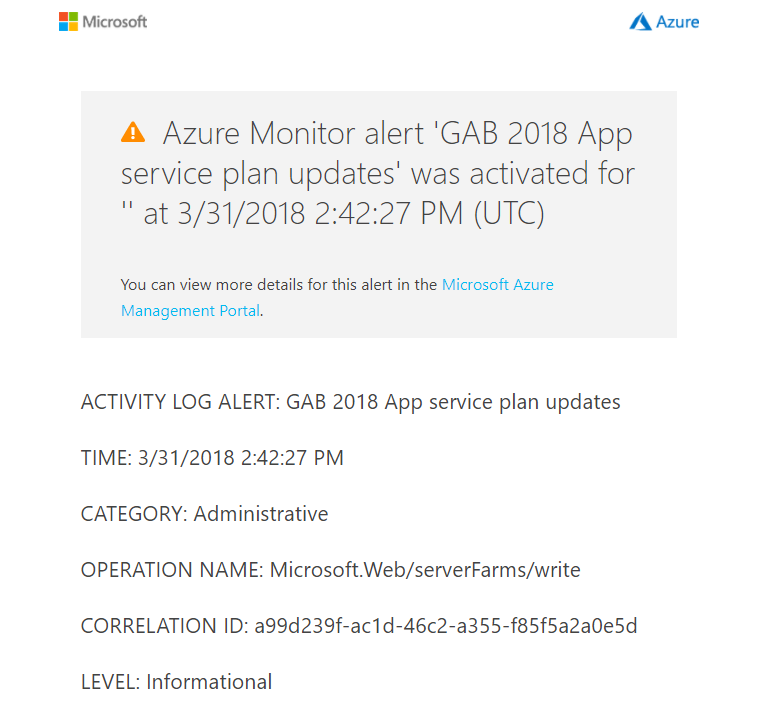 Microsoft
Azure
Azure Monitor alert 'GAB 2018 App
service plan updates' was activated for
'' at 3/31/2018 2:42:27 PM (UTC)
You can view more details for this alert in the Microsoft Azure
Management Portal.
ACTIVITY LOG ALERT: GAB 2018 App service plan updates
TIME: 3/31/2018 2:42:27 PM
CATEGORY: Administrative
OPERATION NAME: Microsoft.Web/serverFarms/write
CORRELATION ID: a99d239f-ac1d-46c2-a355-f85f5a2a0e5d
LEVEL: Informational